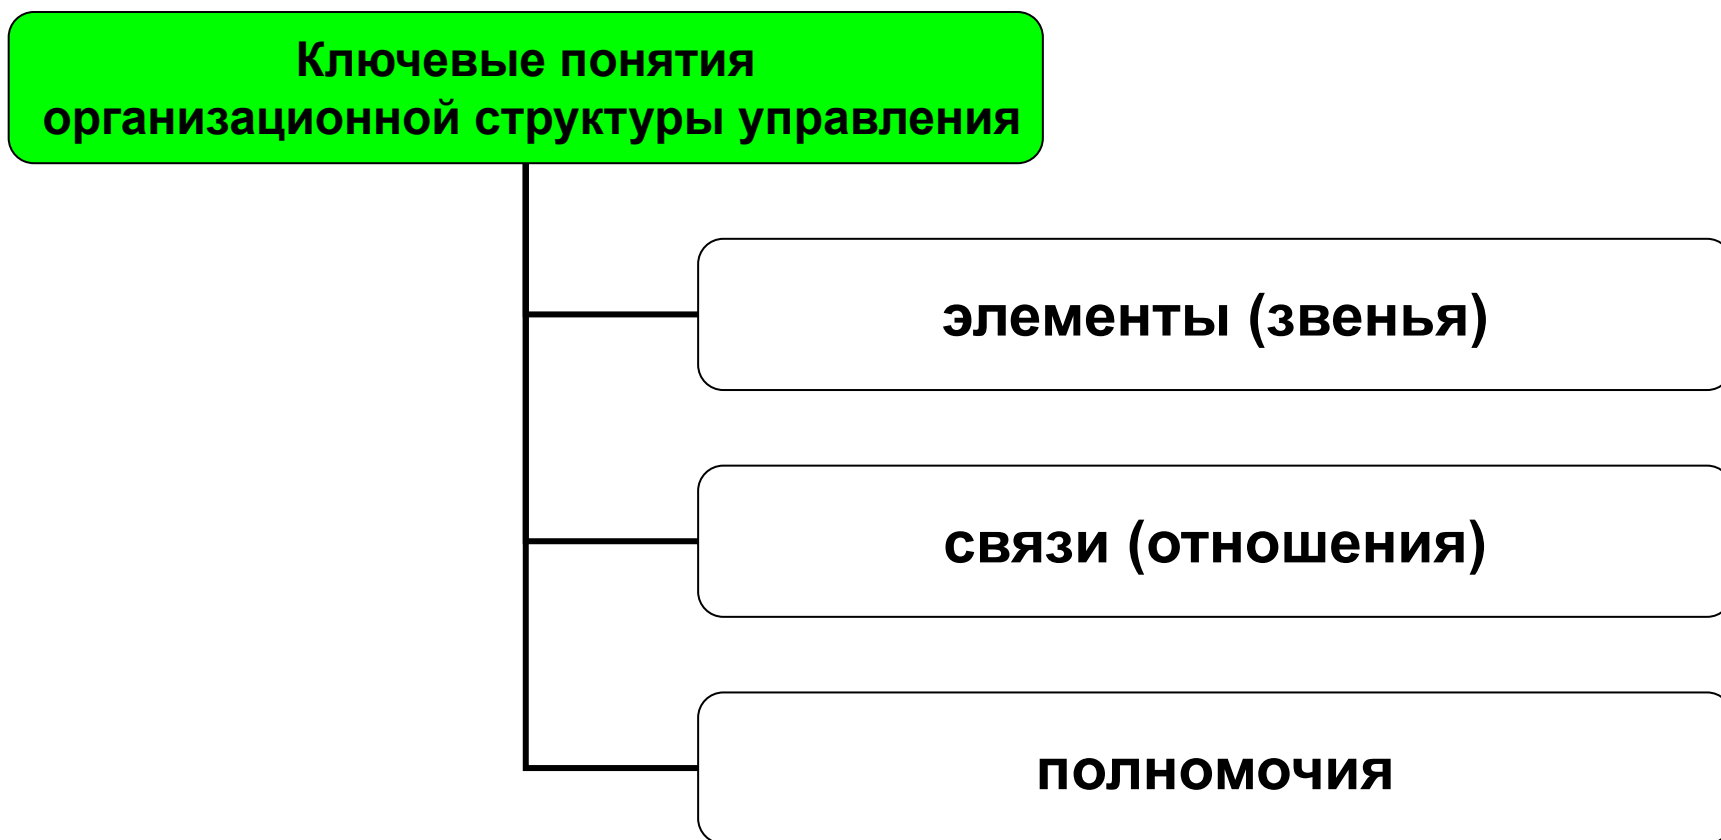 Ключевые понятия
организационной структуры управления
элементы (звенья)
связи (отношения)
полномочия